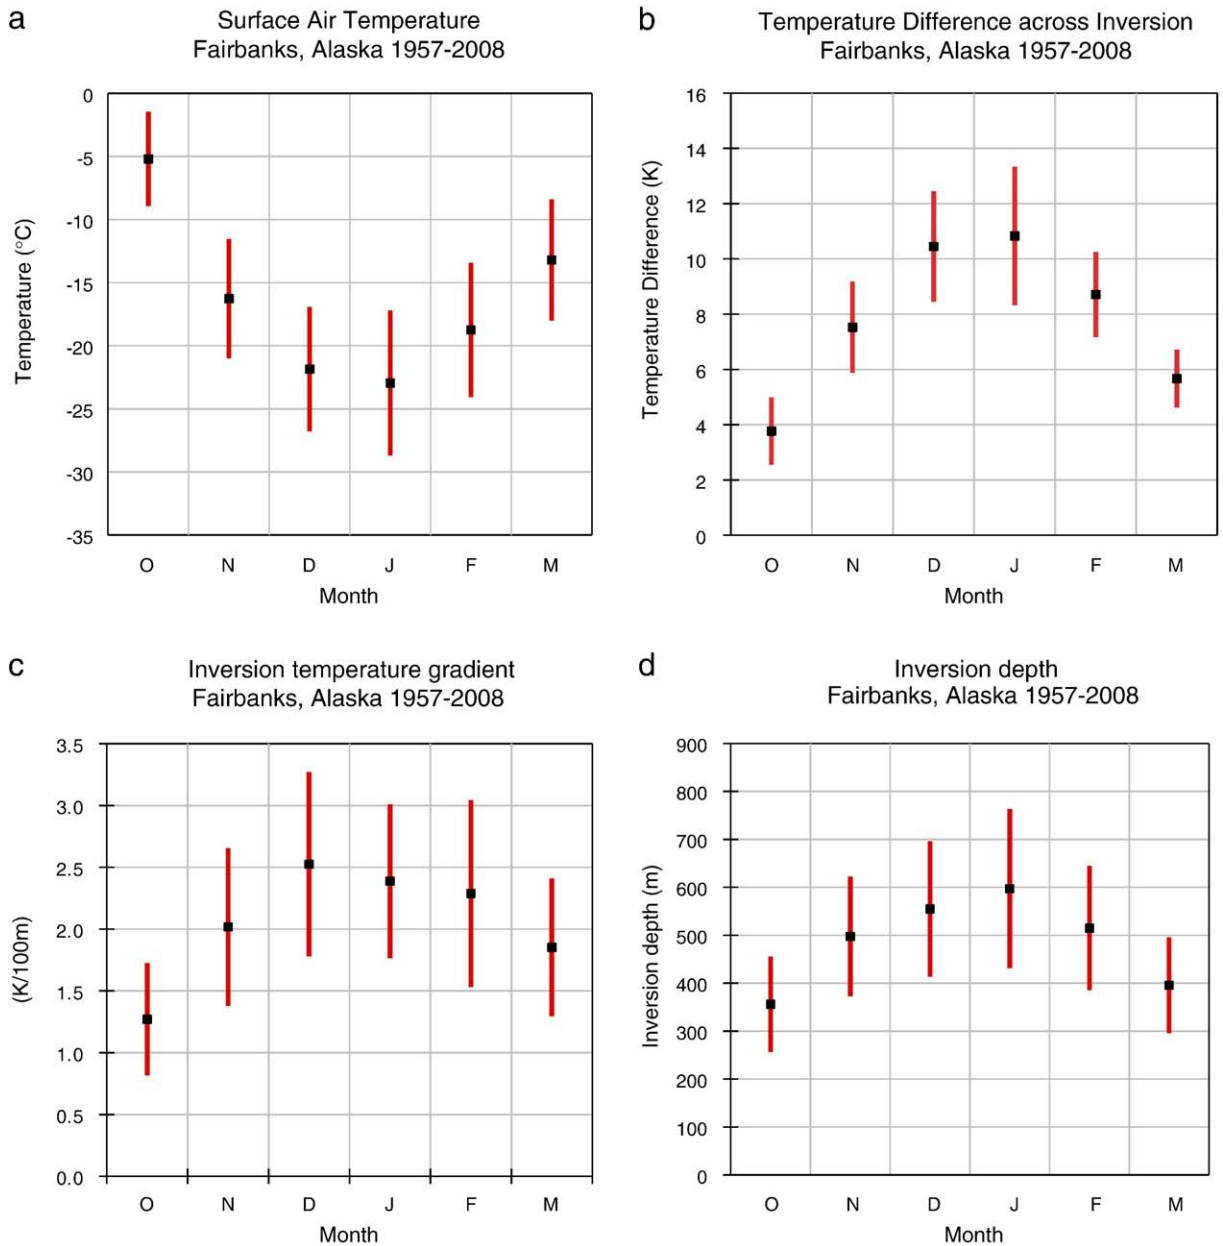 a
Surface Air Temperature
Fairbanks, Alaska 1957-2008
Temperature (°C)
0
-5
-10
-15
-20
-25
-30
-35
O N D J F M
Month
b
Temperature Difference across Inversion
Fairbanks, Alaska 1957-2008
Temperature Difference (K)
16
14
12
10
8
6
4
2
0
O N D J F M
Month
c
Inversion temperature gradient
Fairbanks, Alaska 1957-2008
(K/100m)
3.5
3.0
2.5
2.0
1.5
1.0
0.5
0.0
O N D J F M
Month
d
Inversion depth
Fairbanks, Alaska 1957-2008
Inversion depth (m)
900
800
700
600
500
400
300
200
100
0
O N D J F M
Month